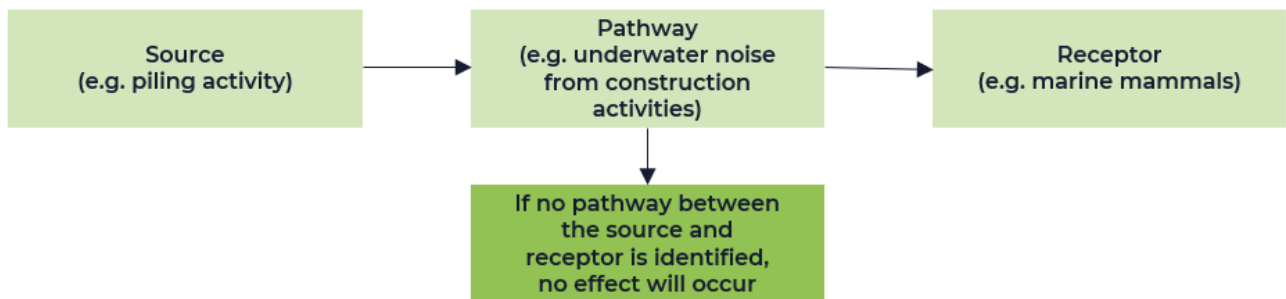 Source
(e.g. piling activity)
Pathway
(e.g. underwater noise
from construction
activities)
Receptor
(e.g. marine mammals)
If no pathway between
the source and
receptor is identified,
no effect will occur